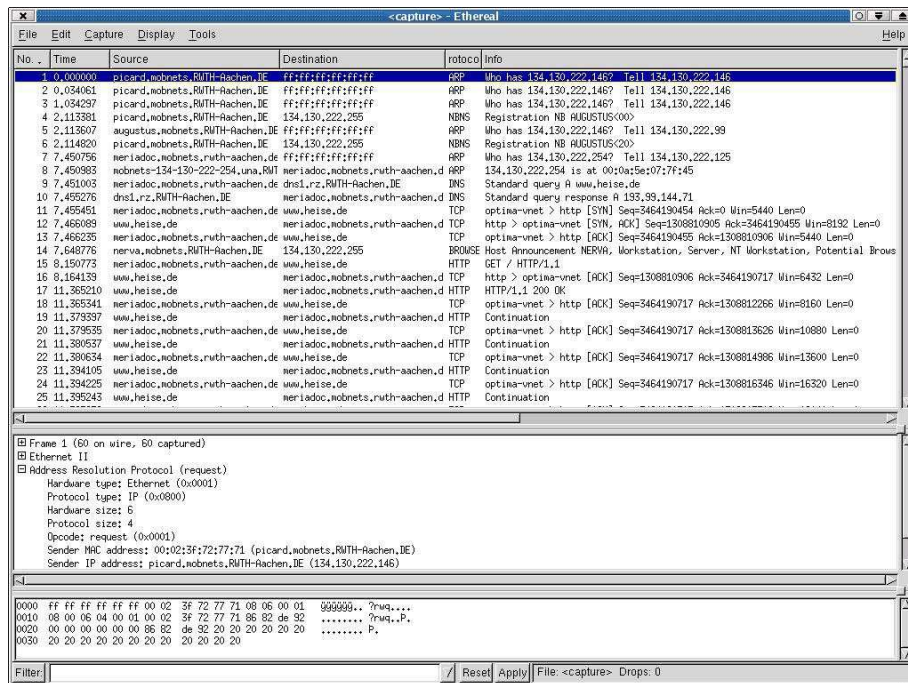 <capture> - Ethereal
File Edit Capture Display Tools Help
No. . Time Source Destination rotoco Info
1 0.000000 picard.mobnets.RWTH-Aachen.DE ff:ff:ff:ff:ff:ff ARP Who has 134.130.222.146? Tell 134.130.222.146
2 0.034061 picard.mobnets.RWTH-Aachen.DE ff:ff:ff:ff:ff:ff ARP Who has 134.130.222.146? Tell 134.130.222.146
3 1.034297 picard.mobnets.RWTH-Aachen.DE ff:ff:ff:ff:ff:ff ARP Who has 134.130.222.146? Tell 134.130.222.146
4 2.113381 picard.mobnets.RWTH-Aachen.DE 134.130.222.255 NBNS Registration NB AUGUSTUS<00>
5 2.113607 augustus.mobnets.RWTH-Aachen.DE ff:ff:ff:ff:ff:ff ARP Who has 134.130.222.146? Tell 134.130.222.99
6 2.114820 picard.mobnets.RWTH-Aachen.DE 134.130.222.255 NBNS Registration NB AUGUSTUS<20>
7 7.450756 meriadoc.mobnets.rwth-aachen.de ff:ff:ff:ff:ff:ff ARP Who has 134.130.222.254? Tell 134.130.222.125
8 7.450983 mobnets-134-130-222-254.una.RWT meriadoc.mobnets.rwth-aachen.d ARP 134.130.222.254 is at 00:0a:5e:07:7f:45
9 7.451003 meriadoc.mobnets.rwth-aachen.de dns1.rz.RWTH-Aachen.DE DNS Standard query A www.heise.de
10 7.455276 dns1.rz.RWTH-Aachen.DE meriadoc.mobnets.rwth-aachen.d DNS Standard query response A 193.99.144.71
11 7.455451 meriadoc.mobnets.rwth-aachen.de www.heise.de TCP optima-vnet > http [SYN] Seq=3464190454 Ack=0 Win=5440 Len=0
12 7.466089 www.heise.de meriadoc.mobnets.rwth-aachen.d TCP http > optima-vnet [SYN, ACK] Seq=1308810905 Ack=3464190455 Win=8192 Len=0
13 7.466235 meriadoc.mobnets.rwth-aachen.de www.heise.de TCP optima-vnet > http [ACK] Seq=3464190455 Ack=1308810906 Win=5440 Len=0
14 7.648776 nerva.mobnets.RWTH-Aachen.DE 134.130.222.255 BROWSE Host Announcement NERVA, Workstation, Server, NT Workstation, Potential Brows
15 8.150773 meriadoc.mobnets.rwth-aachen.de www.heise.de HTTP GET / HTTP/1.1
16 8.164139 www.heise.de meriadoc.mobnets.rwth-aachen.d TCP http > optima-vnet [ACK] Seq=1308810906 Ack=3464190717 Win=6432 Len=0
17 11.365210 www.heise.de meriadoc.mobnets.rwth-aachen.d HTTP HTTP/1.1 200 OK
18 11.365341 meriadoc.mobnets.rwth-aachen.de www.heise.de TCP optima-vnet > http [ACK] Seq=3464190717 Ack=1308812266 Win=8160 Len=0
19 11.379397 www.heise.de meriadoc.mobnets.rwth-aachen.d HTTP Continuation
20 11.379535 meriadoc.mobnets.rwth-aachen.de www.heise.de TCP optima-vnet > http [ACK] Seq=3464190717 Ack=1308813626 Win=10880 Len=0
21 11.380537 www.heise.de meriadoc.mobnets.rwth-aachen.d HTTP Continuation
22 11.380634 meriadoc.mobnets.rwth-aachen.de www.heise.de TCP optima-vnet > http [ACK] Seq=3464190717 Ack=1308814986 Win=13600 Len=0
23 11.394105 www.heise.de meriadoc.mobnets.rwth-aachen.d HTTP Continuation
24 11.394225 meriadoc.mobnets.rwth-aachen.de www.heise.de TCP optima-vnet > http [ACK] Seq=3464190717 Ack=1308816346 Win=16320 Len=0
25 11.395243 www.heise.de meriadoc.mobnets.rwth-aachen.d HTTP Continuation
Frame 1 (60 on wire, 60 captured)
Ethernet II
Address Resolution Protocol (request)
Hardware type: Ethernet (0x0001)
Protocol type: IP (0x0800)
Hardware size: 6
Protocol size: 4
Opcode: request (0x0001)
Sender MAC address: 00:02:3f:72:77:71 (picard.mobnets.RWTH-Aachen.DE)
Sender IP address: picard.mobnets.RWTH-Aachen.DE (134.130.222.146)
0000 ff ff ff ff ff ff 00 02 3f 72 77 71 08 06 00 01 ÿÿÿÿÿÿ.. ?rwq....
0010 08 00 06 04 00 01 00 02 3f 72 77 71 86 82 de 92 ........ ?rwq..Þ.
0020 00 00 00 00 00 00 86 82 de 92 20 20 20 20 20 20 ........ Þ.
0030 20 20 20 20 20 20 20 20 20 20 20 20
Filter: / Reset Apply File: <capture> Drops: 0